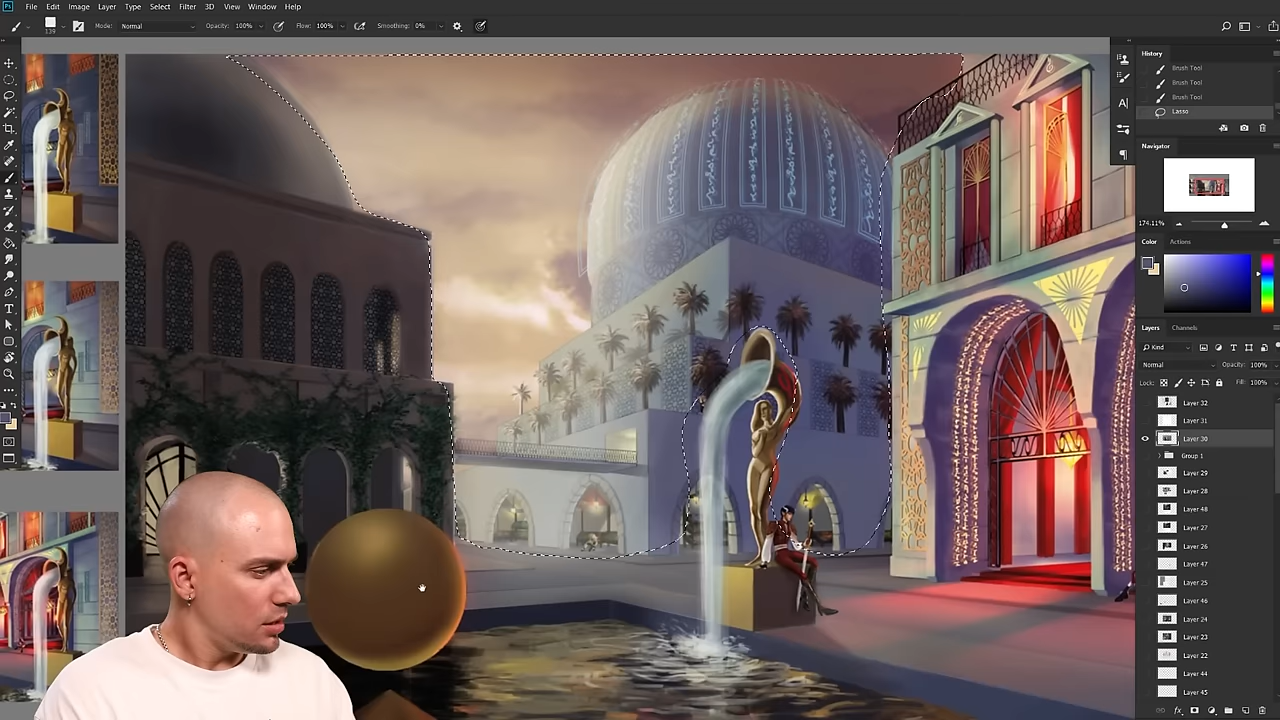 Ps File Edit Image Layer Type Select Filter 3D View Window Help
139 Mode: Normal Opacity: 100% Flow: 100% Smoothing: 0%
History
Brush Tool
Brush Tool
Brush Tool
Lasso
Navigator
174.11%
Color Actions
Layers Channels
Kind
Normal Opacity: 100%
Lock: Fill: 100%
Layer 32
Layer 31
Layer 30
Group 1
Layer 29
Layer 28
Layer 48
Layer 27
Layer 26
Layer 47
Layer 25
Layer 46
Layer 24
Layer 23
Layer 22
Layer 44
Layer 45